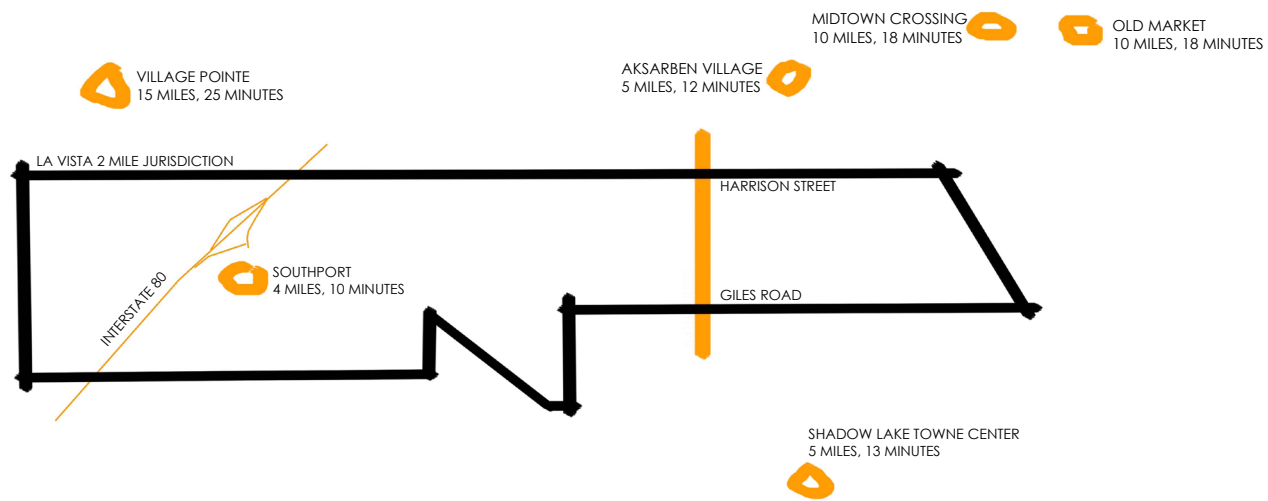 MIDTOWN CROSSING
10 MILES, 18 MINUTES
OLD MARKET
10 MILES, 18 MINUTES
AKSARBEN VILLAGE
5 MILES, 12 MINUTES
VILLAGE POINTE
15 MILES, 25 MINUTES
LA VISTA 2 MILE JURISDICTION
HARRISON STREET
SOUTHPORT
4 MILES, 10 MINUTES
INTERSTATE 80
GILES ROAD
SHADOW LAKE TOWNE CENTER
5 MILES, 13 MINUTES